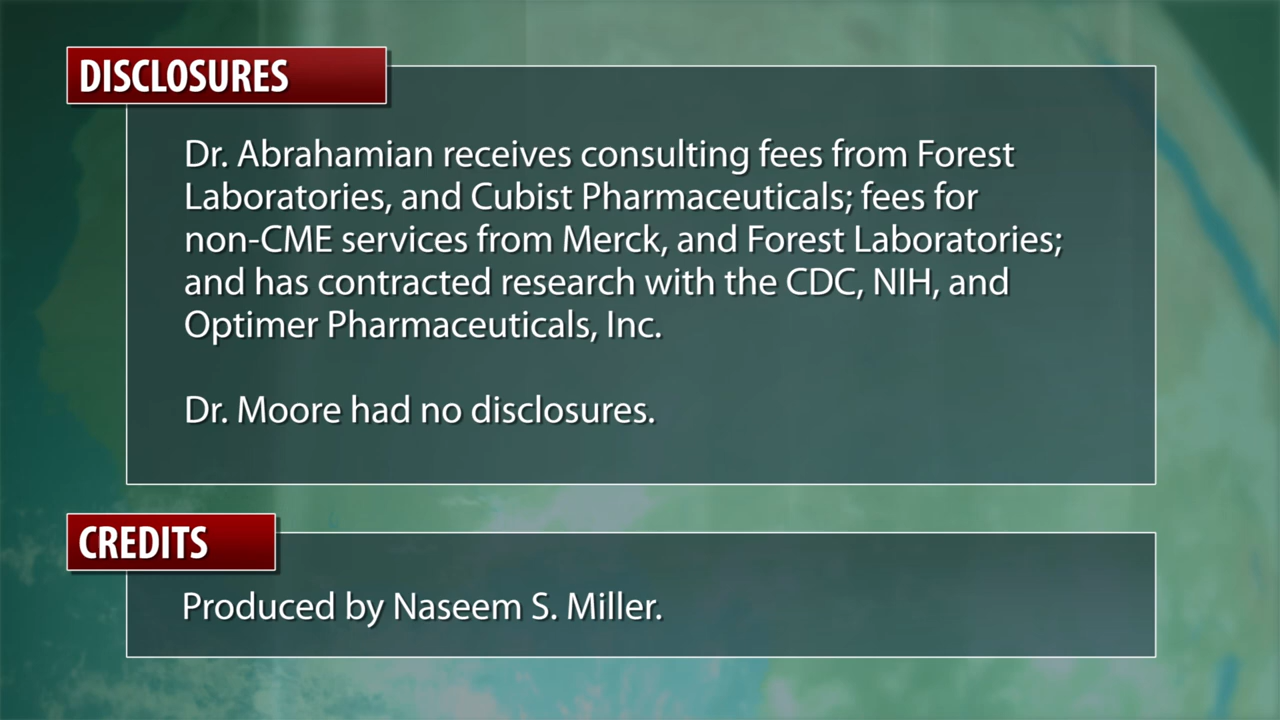 DISCLOSURES
Dr. Abrahamian receives consulting fees from Forest
Laboratories, and Cubist Pharmaceuticals; fees for
non-CME services from Merck, and Forest Laboratories;
and has contracted research with the CDC, NIH, and
Optimer Pharmaceuticals, Inc.
Dr. Moore had no disclosures.
CREDITS
Produced by Naseem S. Miller.